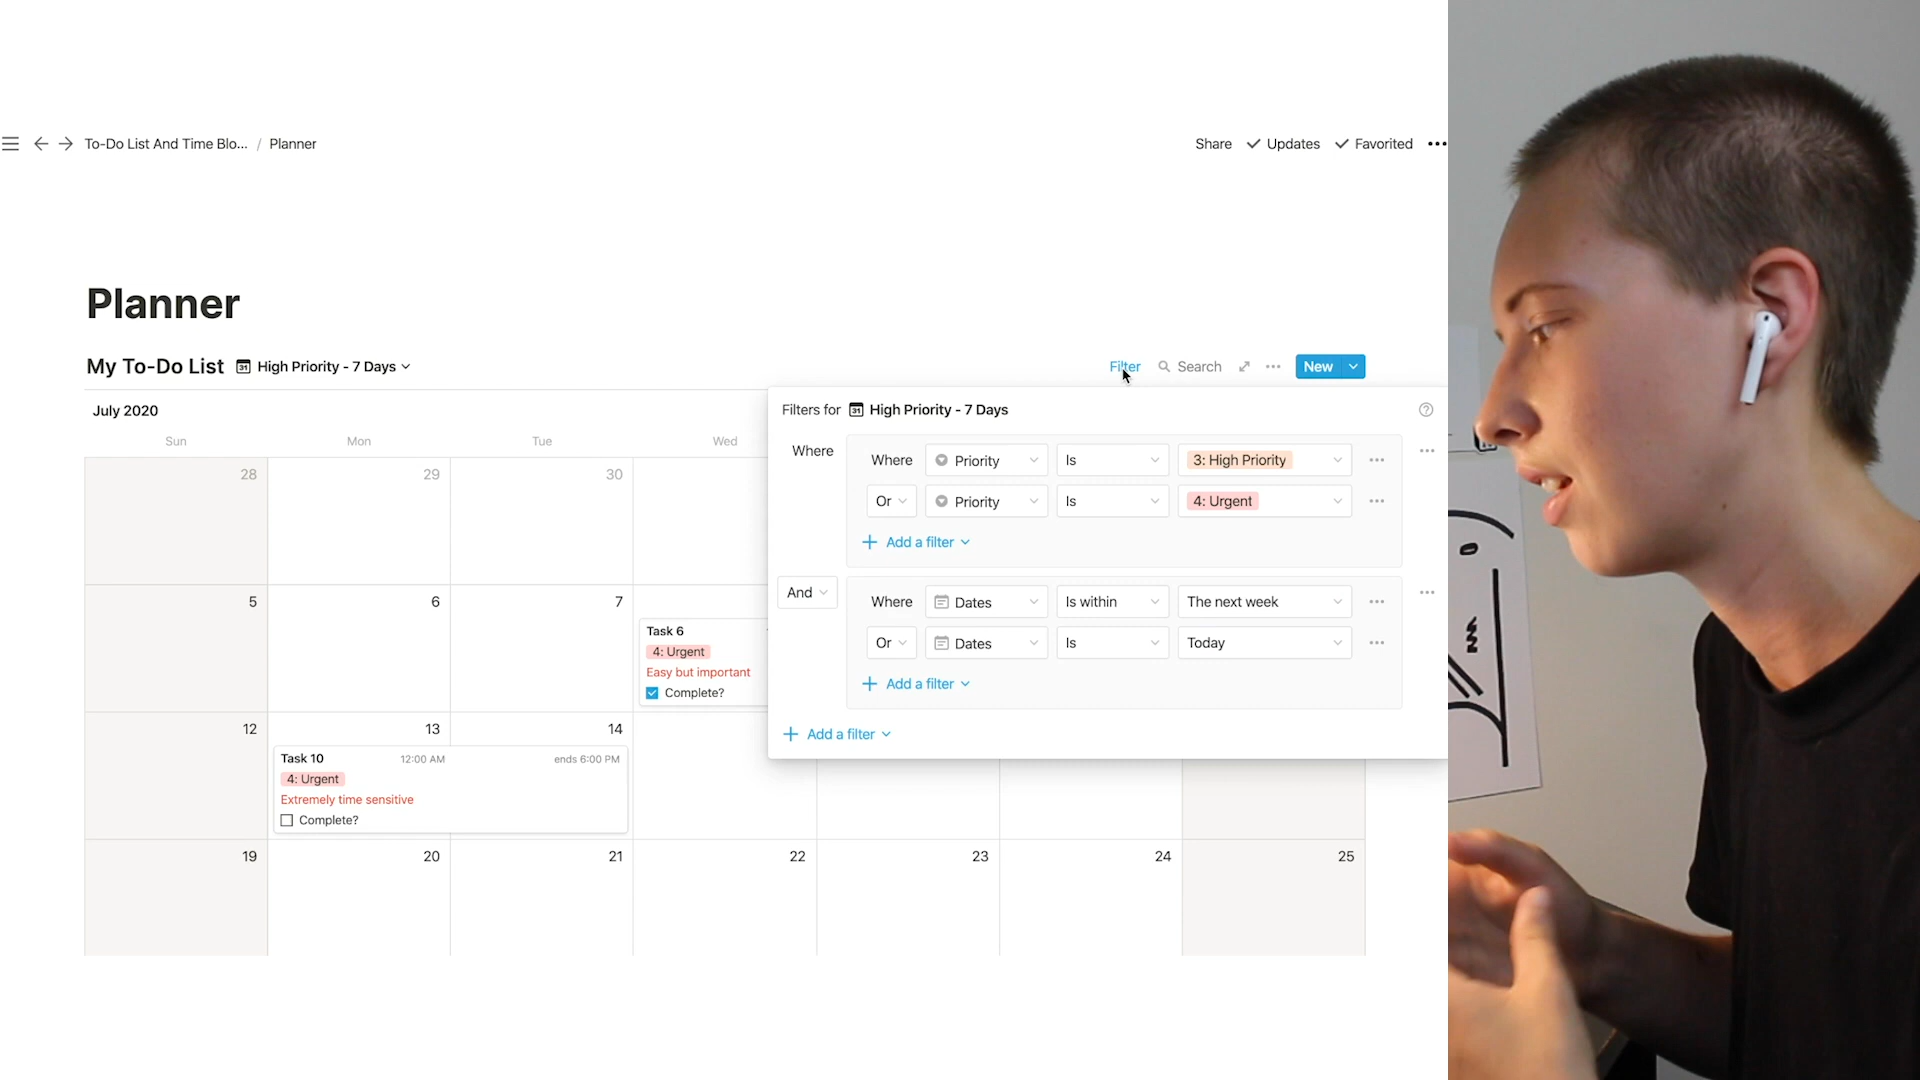 To-Do List And Time Blo... / Planner
Share Updates Favorited
Planner
My To-Do List 31 High Priority - 7 Days
Filter Search New
July 2020
Sun Mon Tue Wed
28 29 30
5 6 7
Task 6
4: Urgent
Easy but important
Complete?
12 13 14
Task 10 12:00 AM ends 6:00 PM
4: Urgent
Extremely time sensitive
Complete?
19 20 21 22 23 24 25
Filters for 31 High Priority - 7 Days
Where Where Priority Is 3: High Priority
Or Priority Is 4: Urgent
Add a filter
And Where Dates Is within The next week
Or Dates Is Today
Add a filter
Add a filter